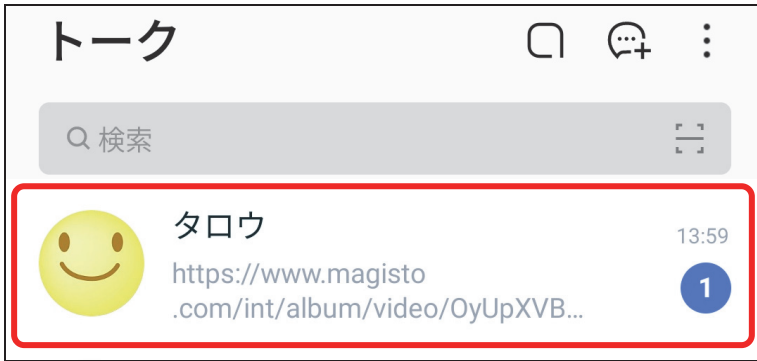 トーク
検索
タロウ
13:59
https://www.magisto
.com/int/album/video/OyUpXVB...
1